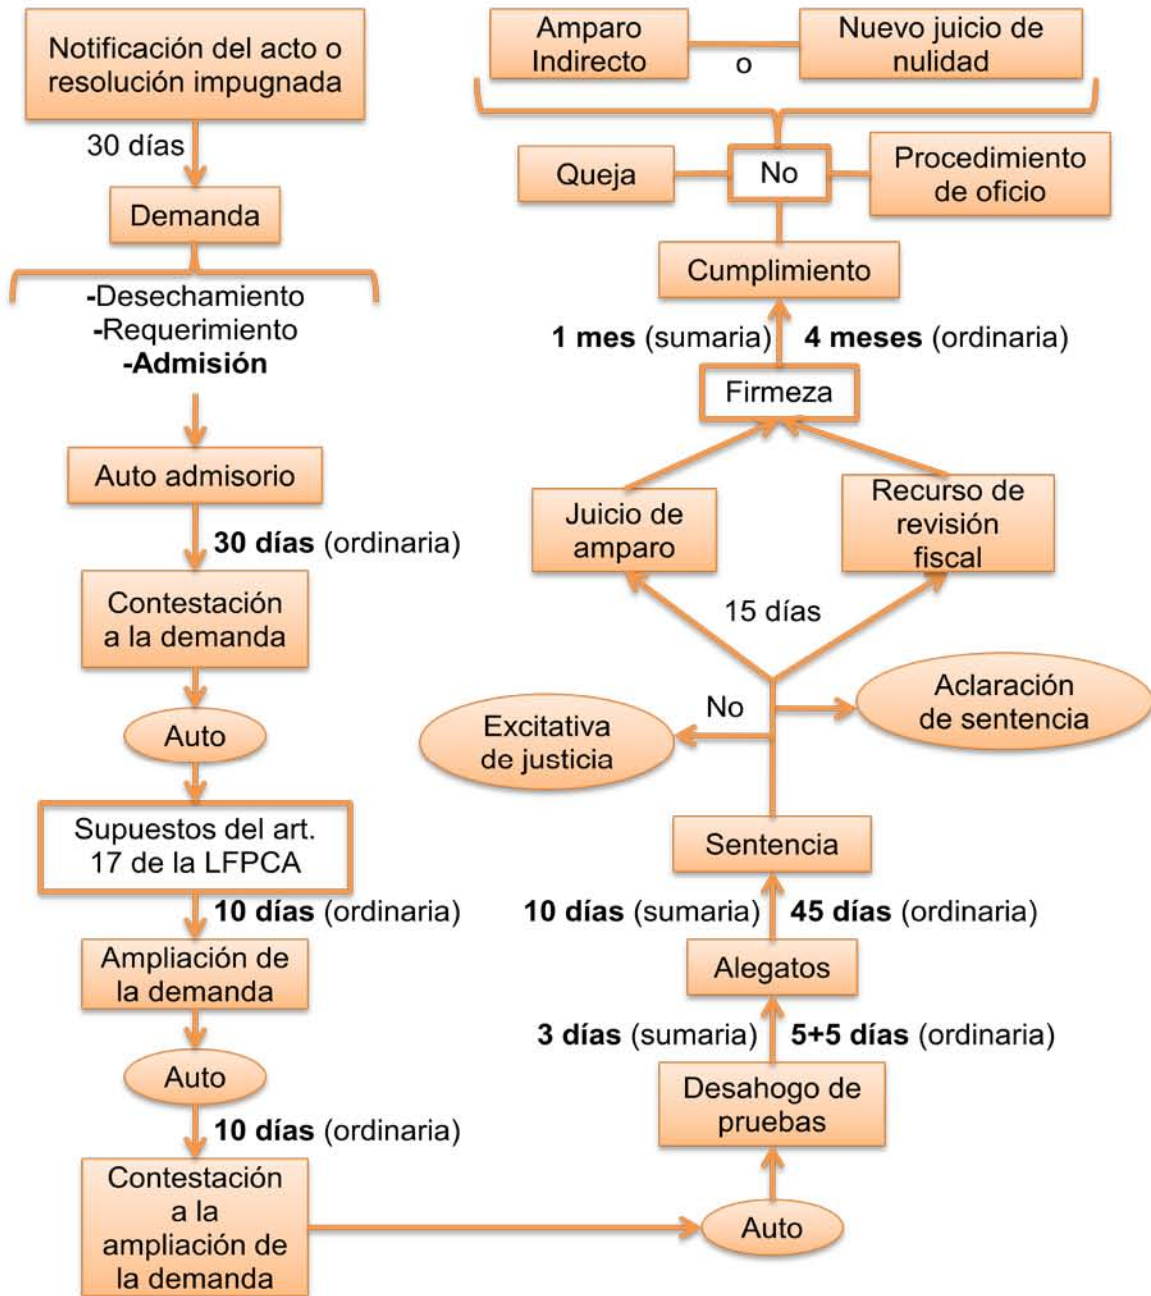 Notificación del acto o
resolución impugnada
30 días
Demanda
-Desechamiento
-Requerimiento
-Admisión
Auto admisorio
30 días (ordinaria)
Contestación
a la demanda
Auto
Supuestos del art.
17 de la LFPCA
10 días (ordinaria)
Ampliación de
la demanda
Auto
10 días (ordinaria)
Contestación
a la
ampliación de
la demanda
Auto
Desahogo de
pruebas
3 días (sumaria)
5+5 días (ordinaria)
Alegatos
10 días (sumaria)
45 días (ordinaria)
Sentencia
No
Excitativa
de justicia
Aclaración
de sentencia
15 días
Juicio de
amparo
Recurso de
revisión
fiscal
Firmeza
1 mes (sumaria)
4 meses (ordinaria)
Cumplimiento
Queja
No
Procedimiento
de oficio
Amparo
Indirecto
o
Nuevo juicio de
nulidad